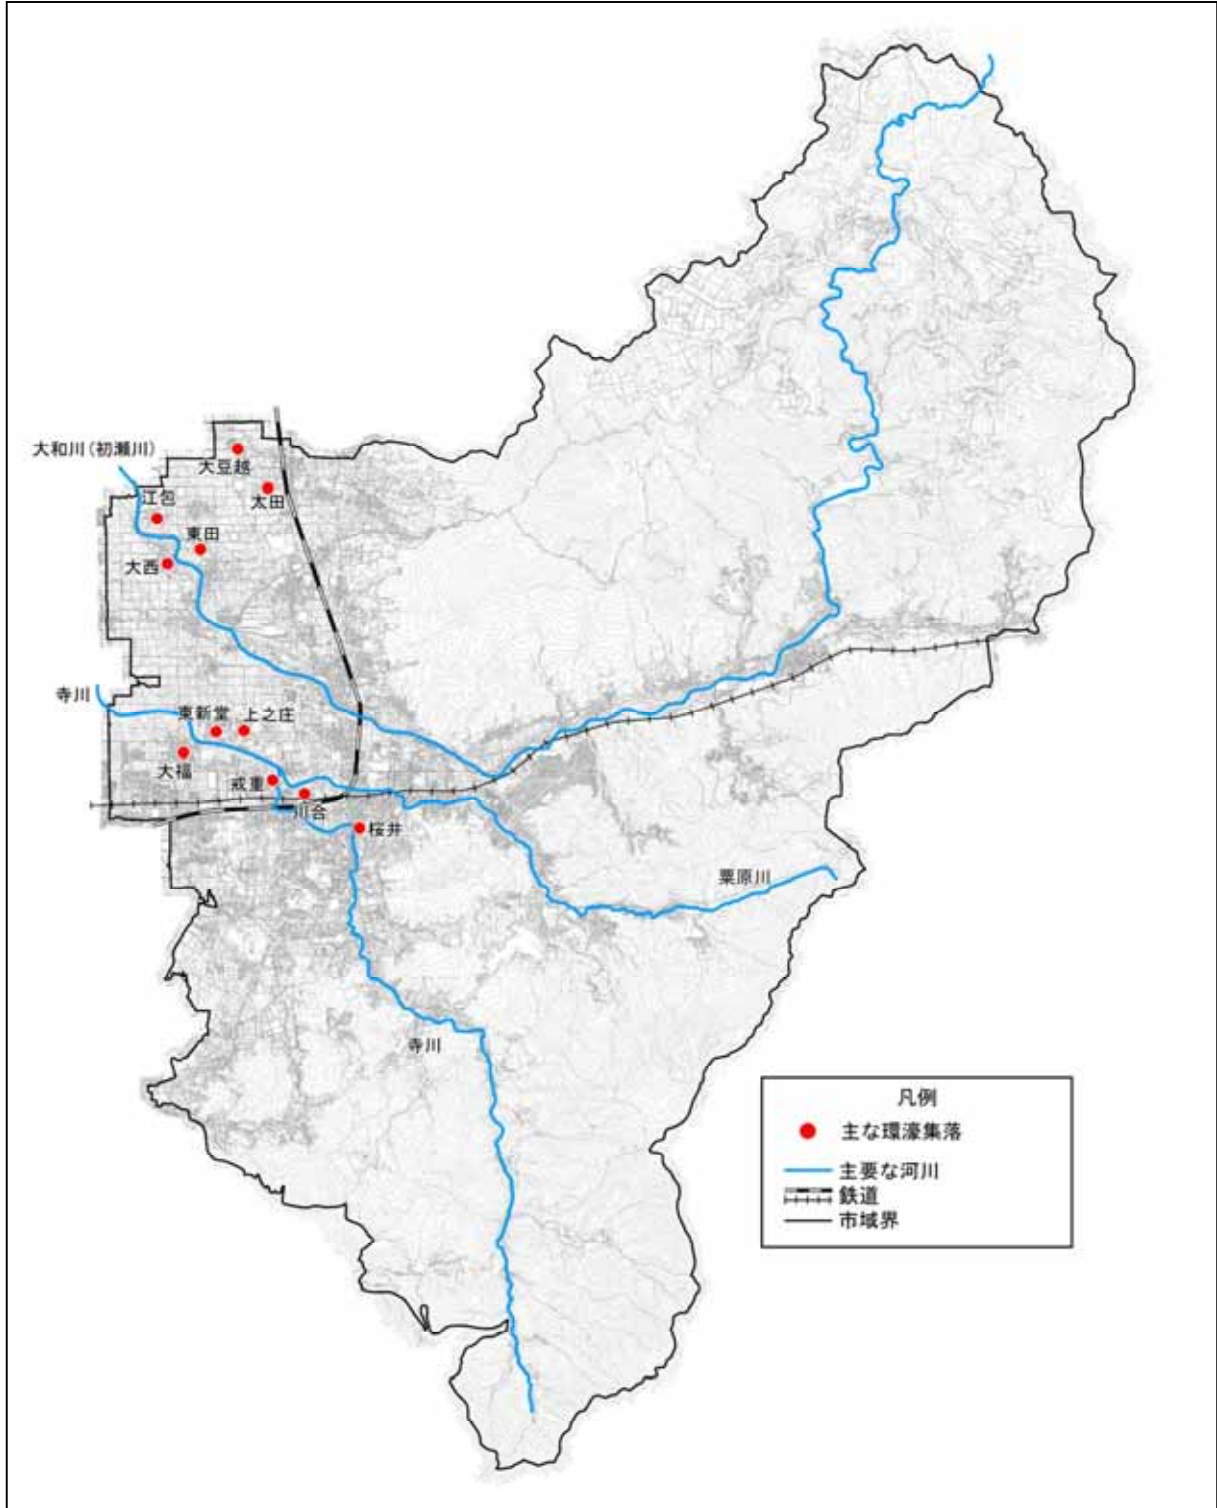 大和川（初瀬川）
大豆越
太田
江包
東田
大西
寺川
東新堂
上之庄
大福
戒重
川合
桜井
粟原川
寺川
凡例
主な環濠集落
主要な河川
鉄道
市域界